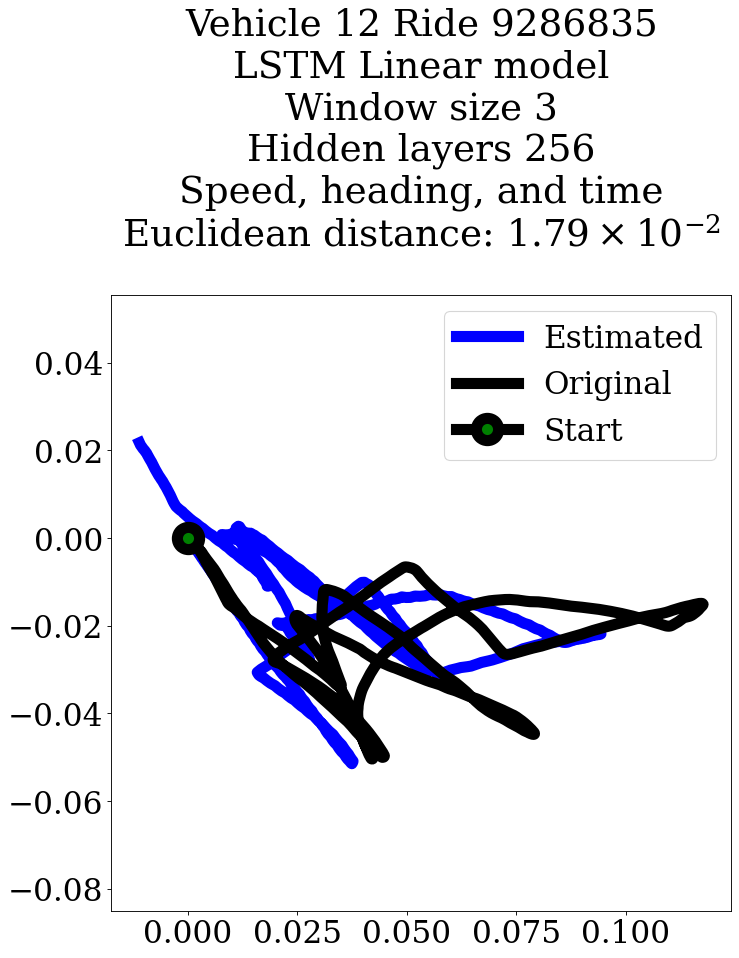 Vehicle 12 Ride 9286835
LSTM Linear model
Window size 3
Hidden layers 256
Speed, heading, and time
Euclidean distance: 1.79 × 10⁻²
Estimated
Original
Start
0.04
0.02
0.00
−0.02
−0.04
−0.06
−0.08
0.000 0.025 0.050 0.075 0.100